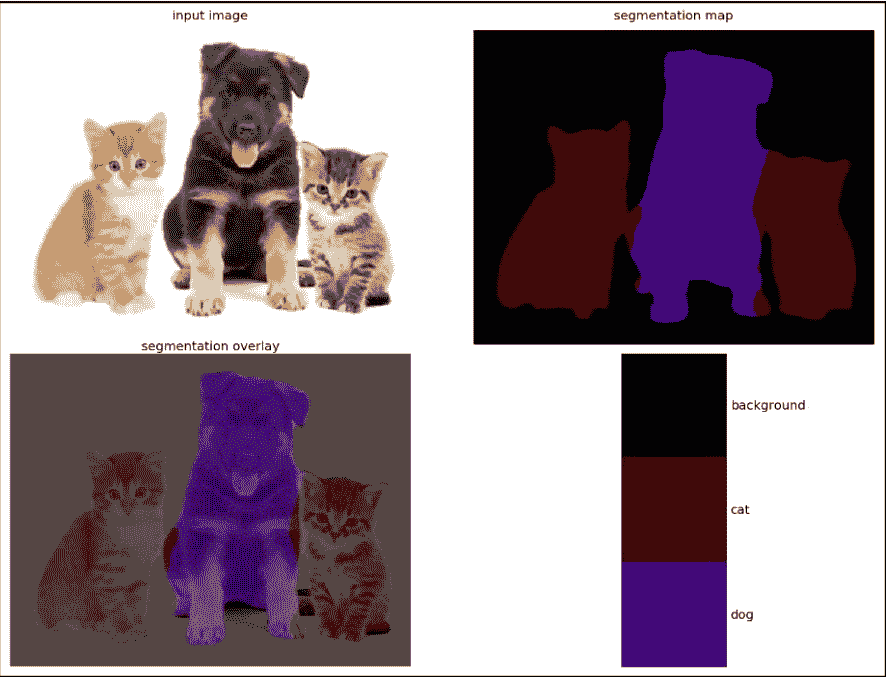 input image
segmentation map
segmentation overlay
background
cat
dog